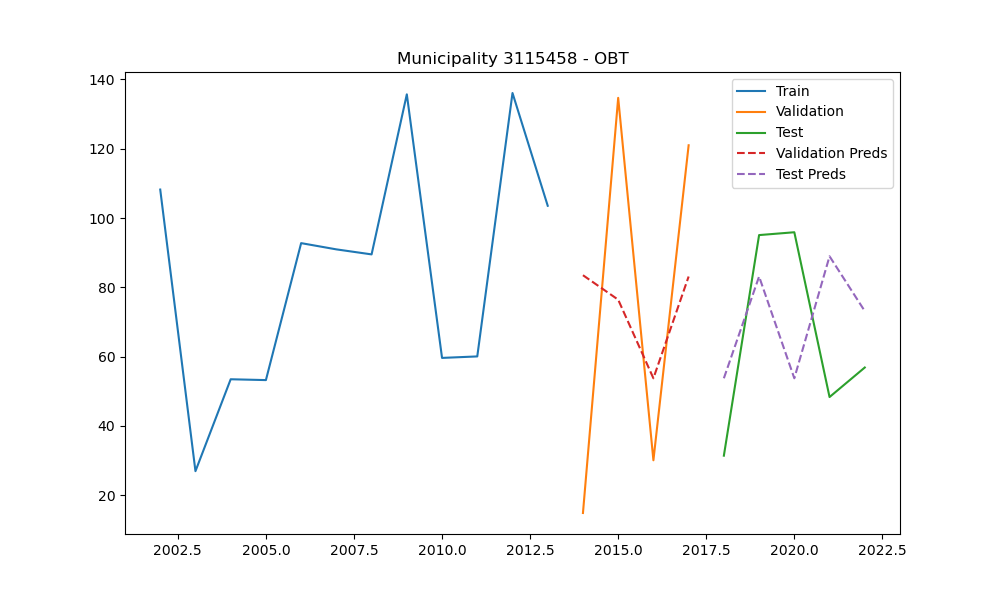 Municipality 3115458 - OBT
140
120
100
80
60
40
20
2002.5 2005.0 2007.5 2010.0 2012.5 2015.0 2017.5 2020.0 2022.5
Train
Validation
Test
Validation Preds
Test Preds